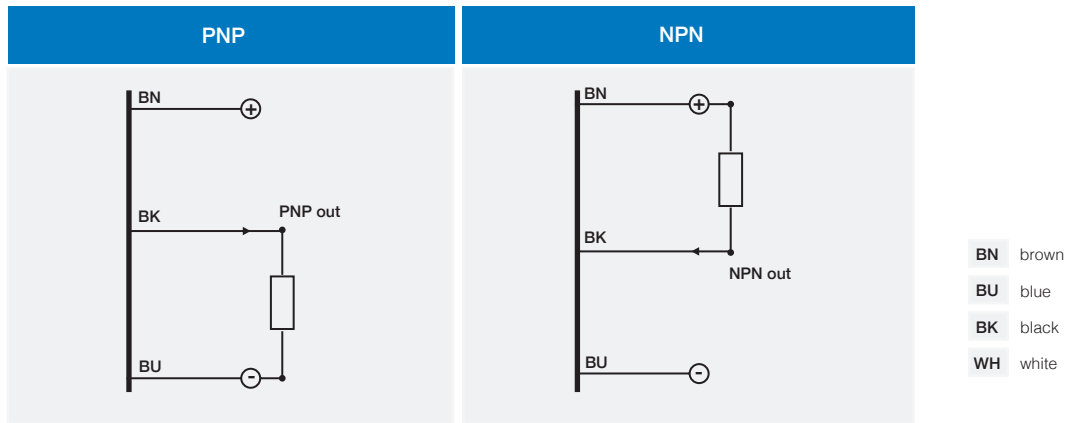 PNP
BN
+
BK
PNP out
BU
-
NPN
BN
+
BK
NPN out
BU
-
BN brown
BU blue
BK black
WH white